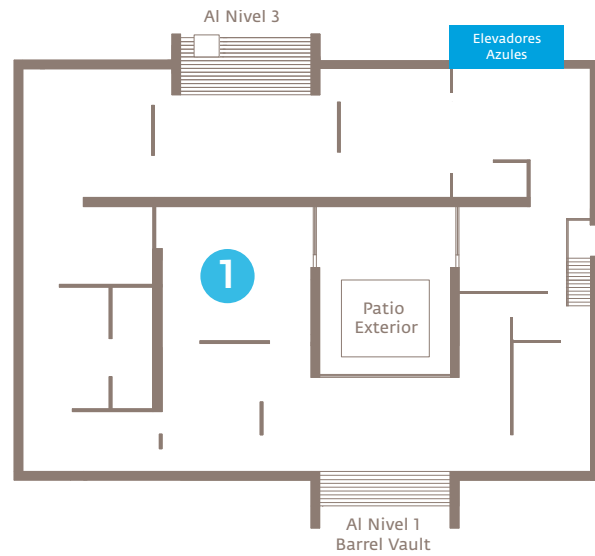 Al Nivel 3
Elevadores
Azules
1
Patio
Exterior
Al Nivel 1
Barrel Vault